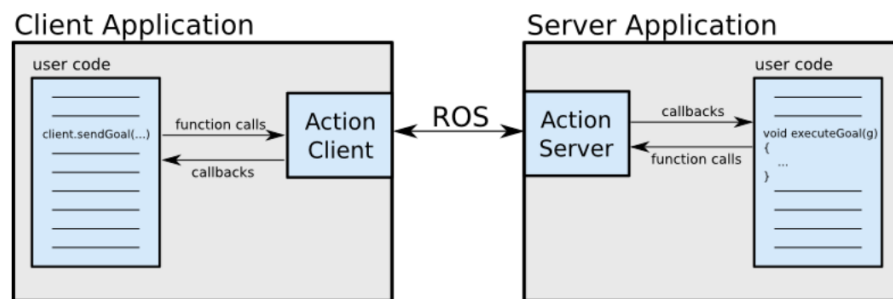 Client Application
user code
client.sendGoal(...)
function calls
callbacks
Action
Client
ROS
Server Application
Action
Server
callbacks
function calls
user code
void executeGoal(g)
{
...
}